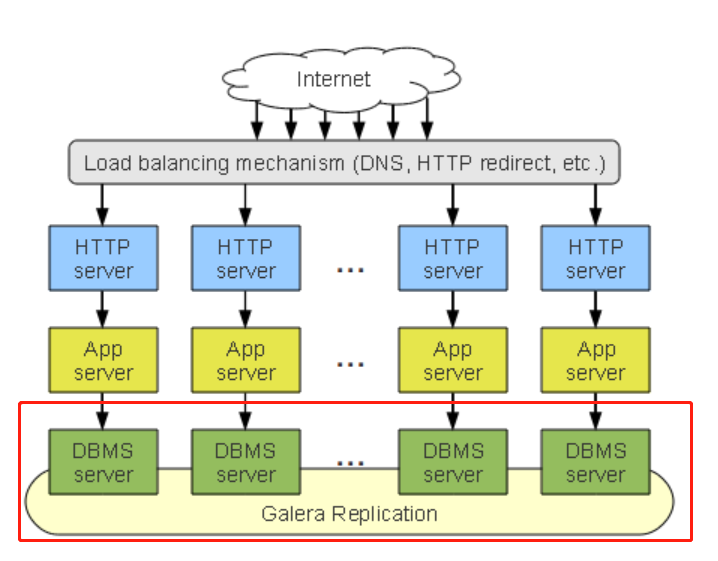 Internet
Load balancing mechanism (DNS, HTTP redirect, etc.)
HTTP
server
HTTP
server
...
HTTP
server
HTTP
server
App
server
App
server
...
App
server
App
server
DBMS
server
DBMS
server
...
DBMS
server
DBMS
server
Galera Replication